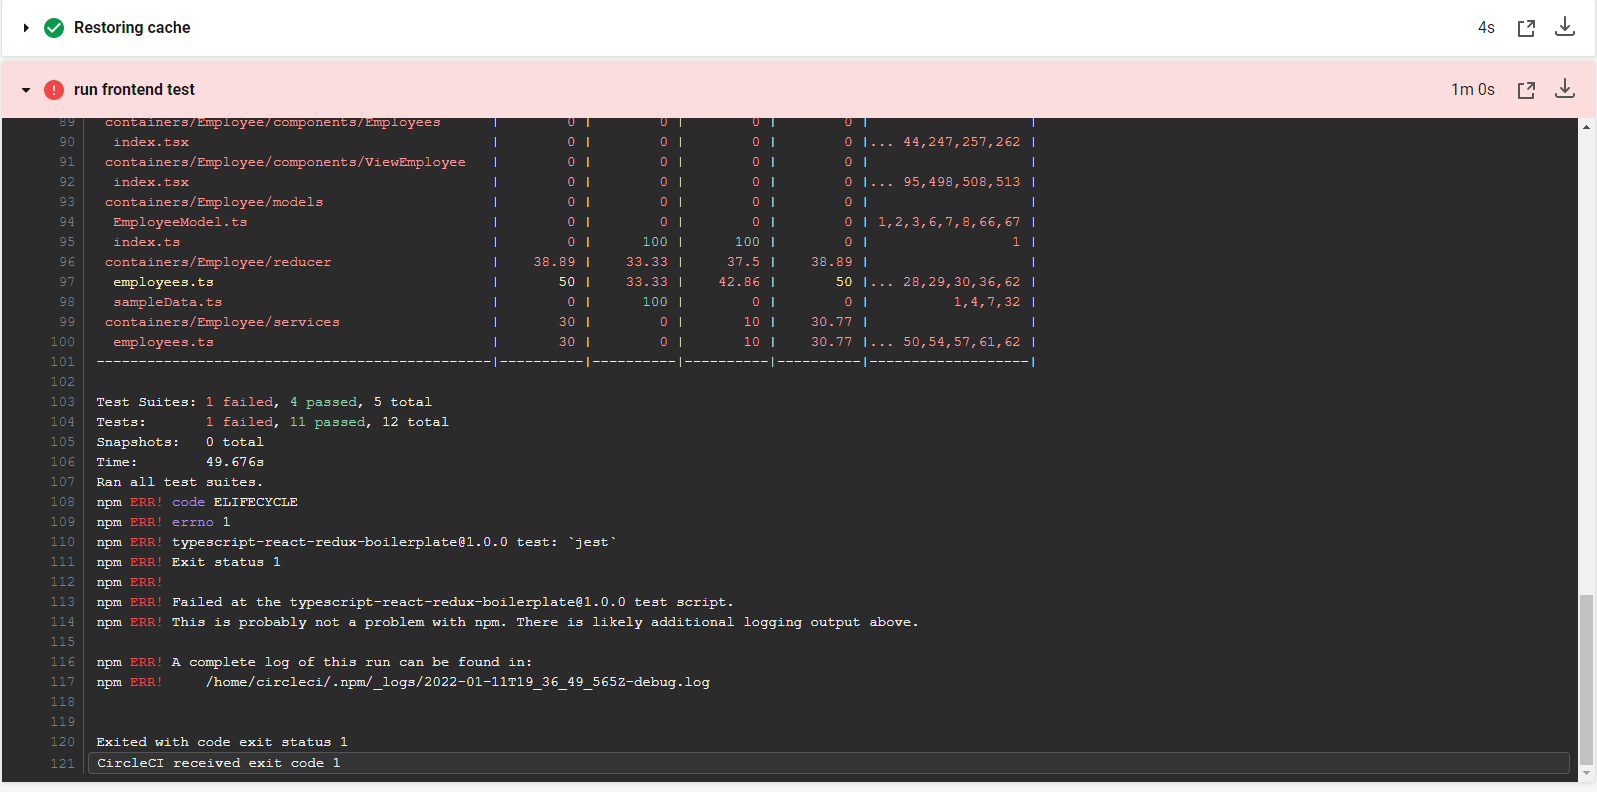 Restoring cache 4s
run frontend test 1m 0s
89 containers/Employee/components/Employees | 0 | 0 | 0 | 0 | |
90 index.tsx | 0 | 0 | 0 | 0 |... 44,247,257,262 |
91 containers/Employee/components/ViewEmployee | 0 | 0 | 0 | 0 | |
92 index.tsx | 0 | 0 | 0 | 0 |... 95,498,508,513 |
93 containers/Employee/models | 0 | 0 | 0 | 0 | |
94 EmployeeModel.ts | 0 | 0 | 0 | 0 | 1,2,3,6,7,8,66,67 |
95 index.ts | 0 | 100 | 100 | 0 | 1 |
96 containers/Employee/reducer | 38.89 | 33.33 | 37.5 | 38.89 | |
97 employees.ts | 50 | 33.33 | 42.86 | 50 |... 28,29,30,36,62 |
98 sampleData.ts | 0 | 100 | 0 | 0 | 1,4,7,32 |
99 containers/Employee/services | 30 | 0 | 10 | 30.77 | |
100 employees.ts | 30 | 0 | 10 | 30.77 |... 50,54,57,61,62 |
101 -----------------------------------------------|----------|----------|----------|----------|-------------------|
102
103 Test Suites: 1 failed, 4 passed, 5 total
104 Tests: 1 failed, 11 passed, 12 total
105 Snapshots: 0 total
106 Time: 49.676s
107 Ran all test suites.
108 npm ERR! code ELIFECYCLE
109 npm ERR! errno 1
110 npm ERR! typescript-react-redux-boilerplate@1.0.0 test: `jest`
111 npm ERR! Exit status 1
112 npm ERR!
113 npm ERR! Failed at the typescript-react-redux-boilerplate@1.0.0 test script.
114 npm ERR! This is probably not a problem with npm. There is likely additional logging output above.
115
116 npm ERR! A complete log of this run can be found in:
117 npm ERR! /home/circleci/.npm/_logs/2022-01-11T19_36_49_565Z-debug.log
118
119
120 Exited with code exit status 1
121 CircleCI received exit code 1